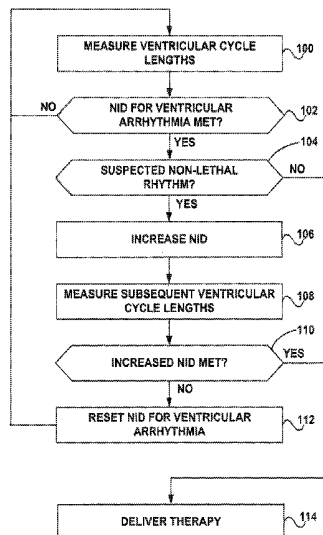 MEASURE VENTRICULAR
CYCLE LENGTHS
100
NO
NID FOR VENTRICULAR
ARRHYTHMIA MET?
102
YES
104
SUSPECTED NON-LETHAL
RHYTHM?
NO
YES
INCREASE NID
106
MEASURE SUBSEQUENT VENTRICULAR
CYCLE LENGTHS
108
110
INCREASED NID MET?
YES
NO
RESET NID FOR VENTRICULAR
ARRHYTHMIA
112
DELIVER THERAPY
114